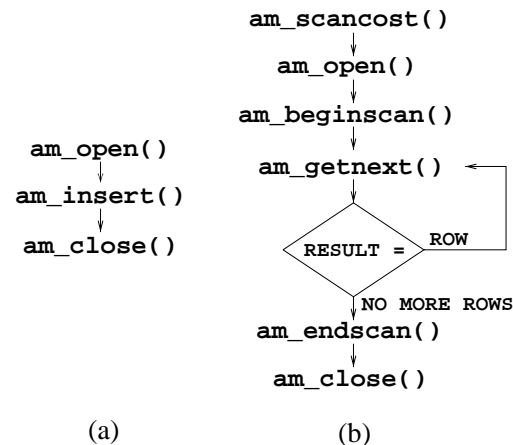 am_open()
am_insert()
am_close()
(a)
am_scancost()
am_open()
am_beginscan()
am_getnext()
RESULT =
ROW
NO MORE ROWS
am_endscan()
am_close()
(b)